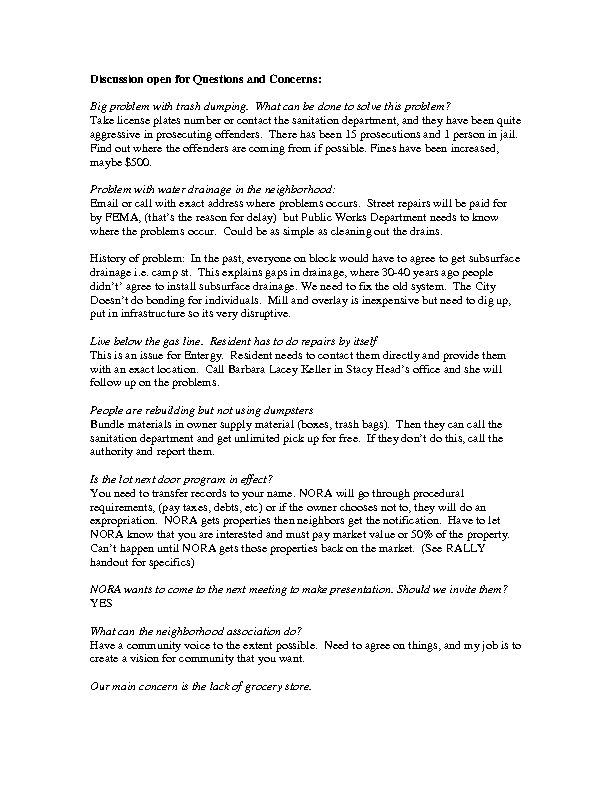 Discussion open for Questions and Concerns:
Big problem with trash dumping.  What can be done to solve this problem?
Take license plates number or contact the sanitation department, and they have been quite
aggressive in prosecuting offenders.  There has been 15 prosecutions and 1 person in jail.
Find out where the offenders are coming from if possible. Fines have been increased,
maybe $500.
Problem with water drainage in the neighborhood:
Email or call with exact address where problems occurs.  Street repairs will be paid for
by FEMA, (that's the reason for delay)  but Public Works Department needs to know
where the problems occur.  Could be as simple as cleaning out the drains.
History of problem:  In the past, everyone on block would have to agree to get subsurface
drainage i.e. camp st.  This explains gaps in drainage, where 30-40 years ago people
didn't' agree to install subsurface drainage. We need to fix the old system.  The City
Doesn't do bonding for individuals.  Mill and overlay is inexpensive but need to dig up,
put in infrastructure so its very disruptive.
Live below the gas line.  Resident has to do repairs by itself
This is an issue for Entergy.  Resident needs to contact them directly and provide them
with an exact location.  Call Barbara Lacey Keller in Stacy Head's office and she will
follow up on the problems.
People are rebuilding but not using dumpsters
Bundle materials in owner supply material (boxes, trash bags).  Then they can call the
sanitation department and get unlimited pick up for free.  If they don't do this, call the
authority and report them.
Is the lot next door program in effect?
You need to transfer records to your name. NORA will go through procedural
requirements, (pay taxes, debts, etc) or if the owner chooses not to, they will do an
expropriation.  NORA gets properties then neighbors get the notification.  Have to let
NORA know that you are interested and must pay market value or 50% of the property.
Can't happen until NORA gets those properties back on the market.  (See RALLY
handout for specifics)
NORA wants to come to the next meeting to make presentation. Should we invite them?
YES
What can the neighborhood association do?
Have a community voice to the extent possible.  Need to agree on things, and my job is to
create a vision for community that you want.
Our main concern is the lack of grocery store.